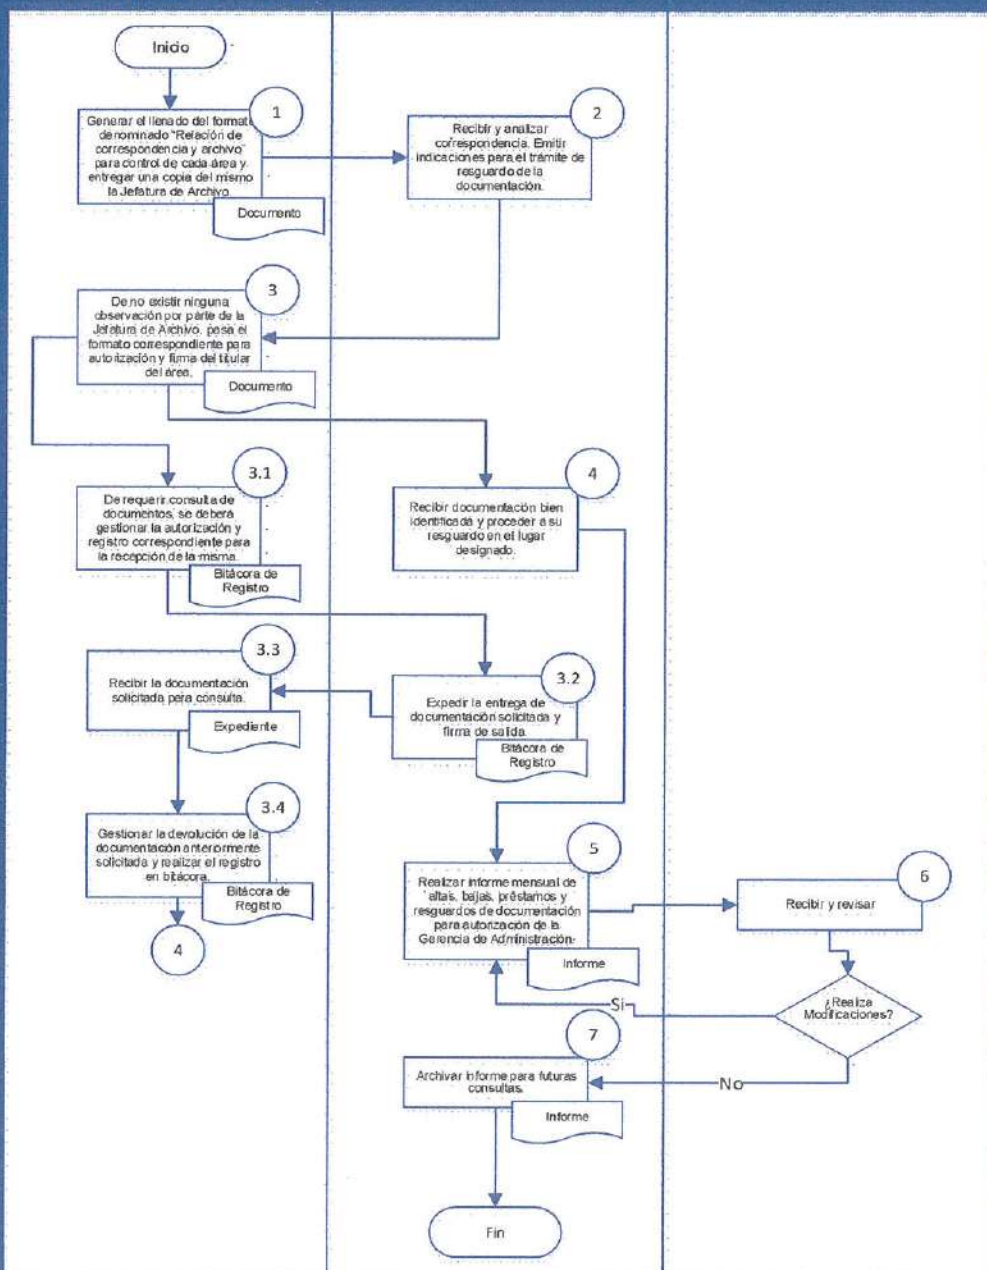 Inicio
1
Generar el llenado del formato
denominado "Relación de
correspondencia y archivo"
para control de cada área y
entregar una copia del mismo
la Jefatura de Archivo.
Documento
2
Recibir y analizar
correspondencia. Emitir
indicaciones para el trámite de
resguardo de la
documentación.
3
De no existir ninguna
observación por parte de la
Jefatura de Archivo, pasa el
formato correspondiente para
autorización y firma del titular
del área.
Documento
3.1
De requerir consulta de
documentos, se deberá
gestionar la autorización y
registro correspondiente para
la recepción de la misma.
Bitácora de
Registro
4
Recibir documentación bien
identificada y proceder a su
resguardo en el lugar
designado.
3.2
Expedir la entrega de
documentación solicitada y
firma de salida.
Bitácora de
Registro
3.3
Recibir la documentación
solicitada para consulta.
Expediente
3.4
Gestionar la devolución de la
documentación anteriormente
solicitada y realizar el registro
en bitácora.
Bitácora de
Registro
4
5
Realizar informe mensual de
altas, bajas, préstamos y
resguardos de documentación
para autorización de la
Gerencia de Administración.
Informe
6
Recibir y revisar
¿Realiza
Modificaciones?
Si
No
7
Archivar informe para futuras
consultas.
Informe
Fin